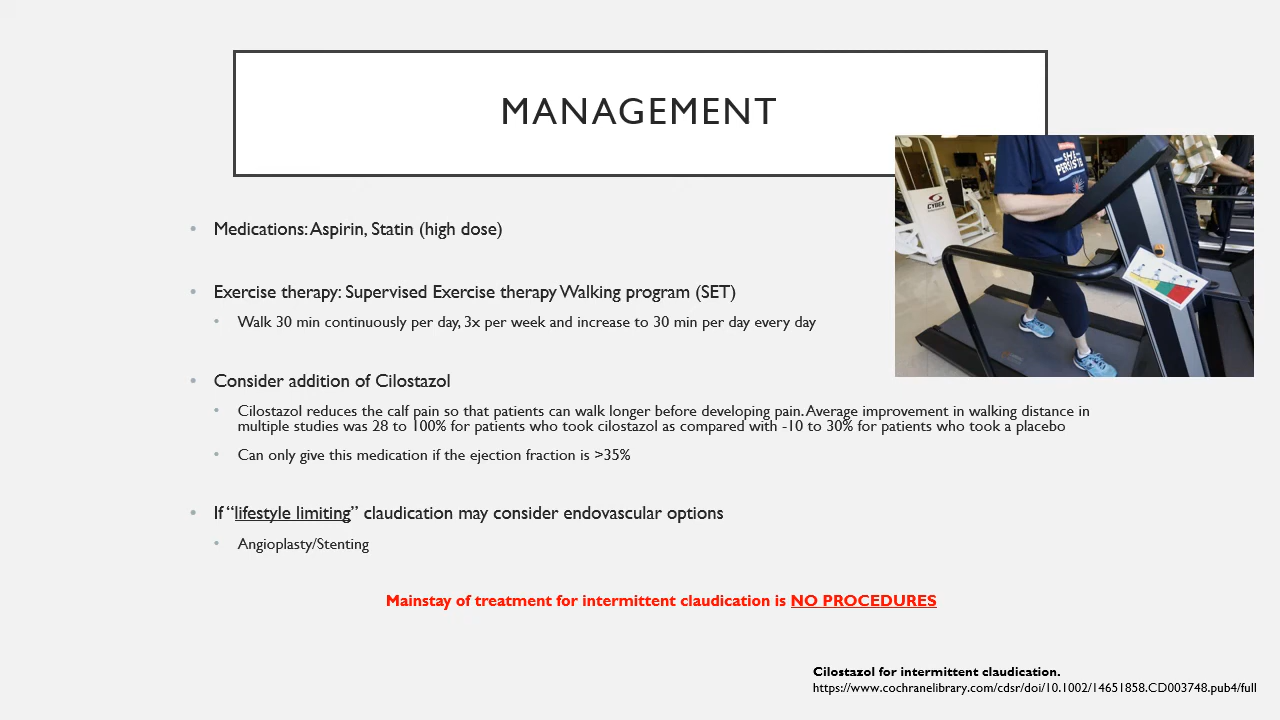 MANAGEMENT
Medications: Aspirin, Statin (high dose)
Exercise therapy: Supervised Exercise therapy Walking program (SET)
Walk 30 min continuously per day, 3x per week and increase to 30 min per day every day
Consider addition of Cilostazol
Cilostazol reduces the calf pain so that patients can walk longer before developing pain. Average improvement in walking distance in
multiple studies was 28 to 100% for patients who took cilostazol as compared with -10 to 30% for patients who took a placebo
Can only give this medication if the ejection fraction is >35%
If “lifestyle limiting” claudication may consider endovascular options
Angioplasty/Stenting
Mainstay of treatment for intermittent claudication is NO PROCEDURES
Cilostazol for intermittent claudication.
https://www.cochranelibrary.com/cdsr/doi/10.1002/14651858.CD003748.pub4/full
CYBEX
SHE
PERSISTE